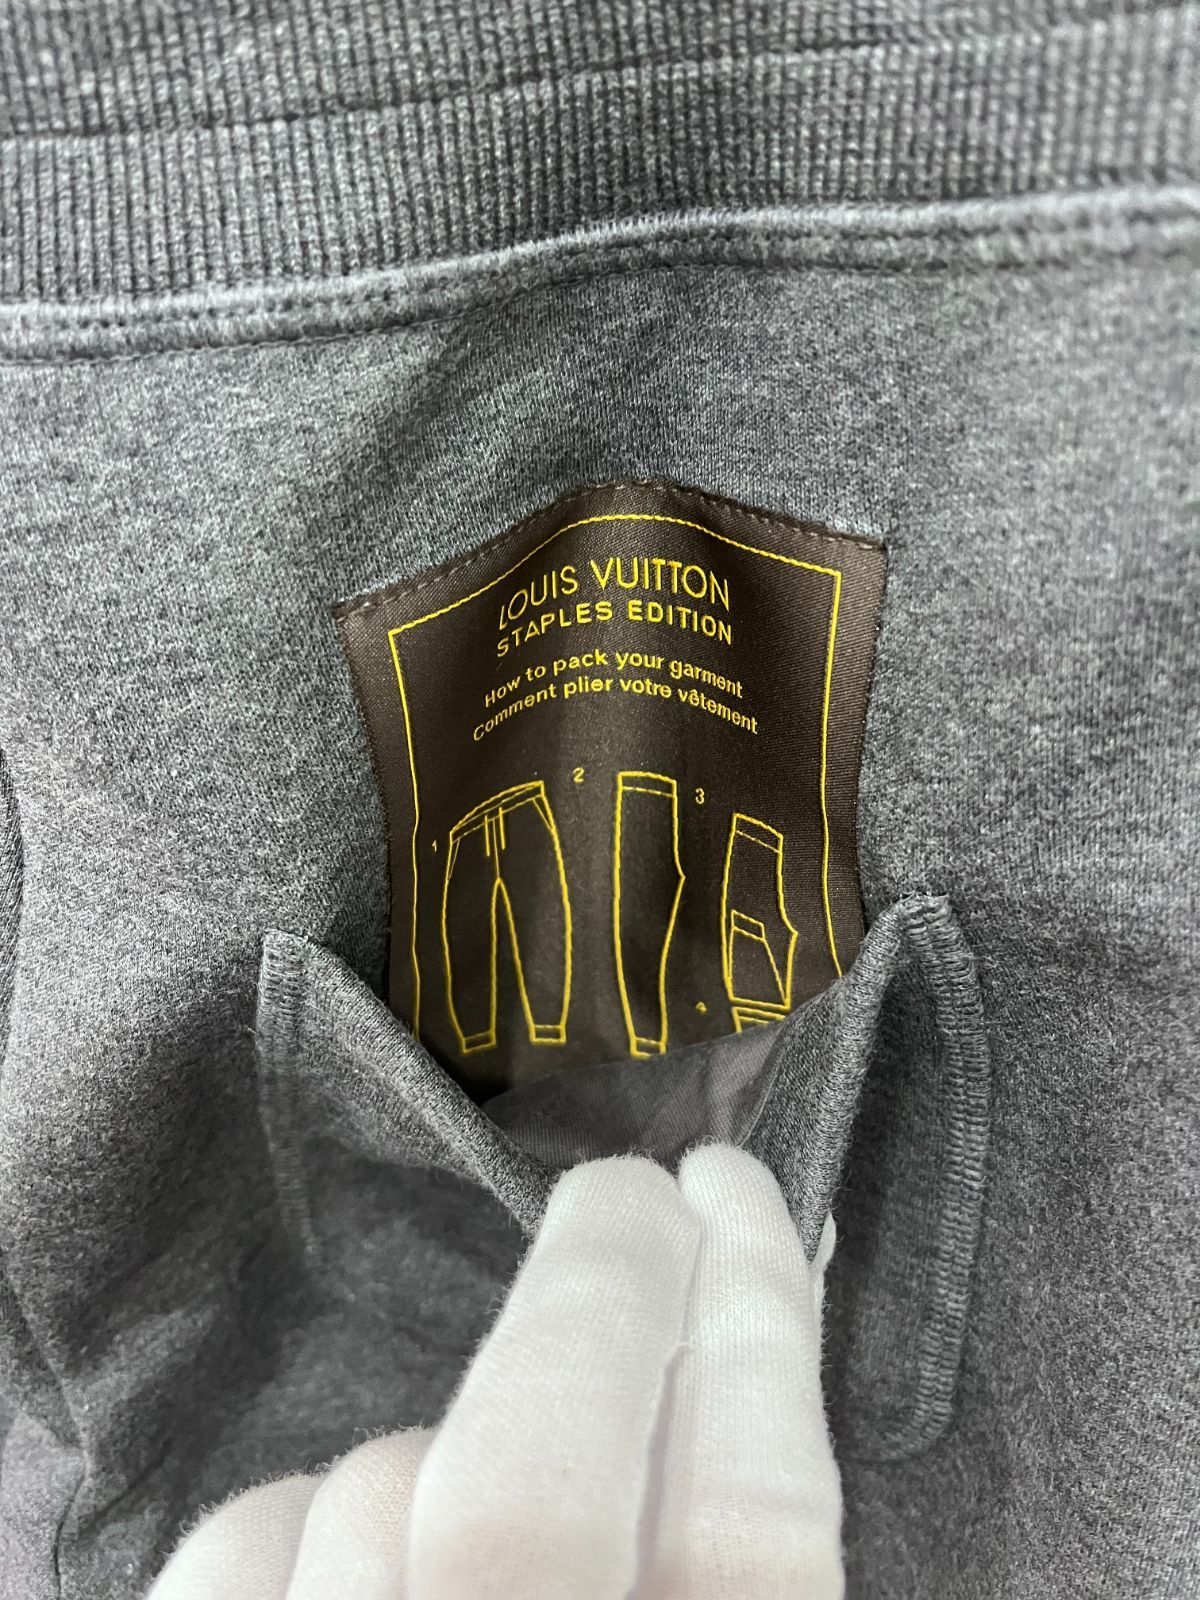 LOUIS VUITTON
STAPLES EDITION
How to pack your garment
Comment plier votre vêtement
1
2
3
4